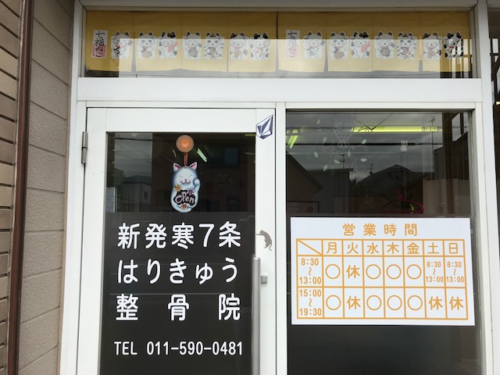 Open
新発寒7条
はりきゅう
整骨院
TEL 011-590-0481
営業時間
月 火 水 木 金 土 日
8:30～13:00 ○ 休 ○ ○ ○ 8:30～13:00 8:30～13:00
15:00～19:30 ○ 休 ○ ○ ○ 休 休